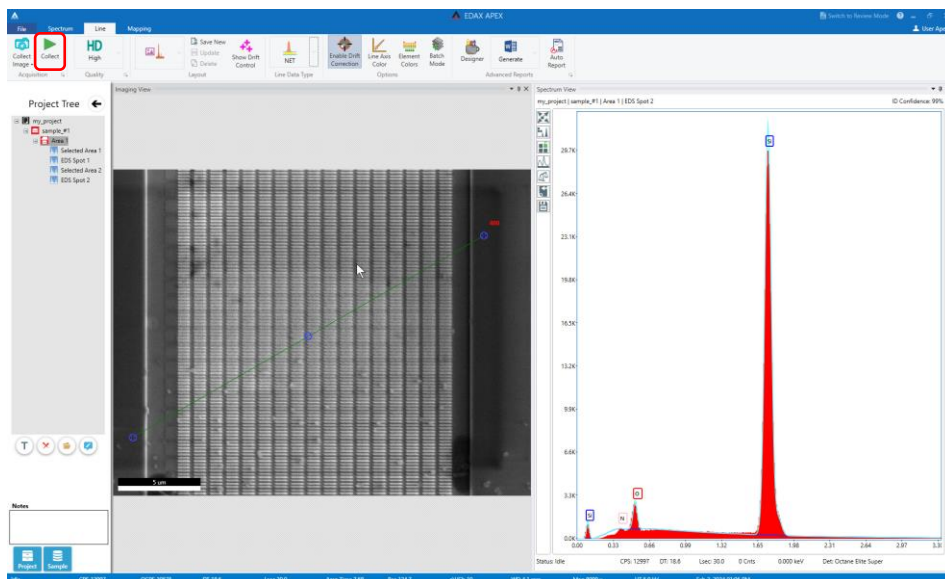 EDAX APEX
Switch to Review Mode
File Spectrum Line Mapping
User Ape
Collect Image
Collect
HD High
Save New
Update
Delete
Show Drift Control
NET
Enable Drift Correction
Line Axis Color
Element Colors
Batch Mode
Designer
Generate
Auto Report
Acquisition
Quality
Layout
Line Data Type
Options
Advanced Reports
Project Tree
my_project
sample_#1
Area 1
Selected Area 1
EDS Spot 1
Selected Area 2
EDS Spot 2
T
Notes
Project
Sample
Imaging View
5 um
Spectrum View
my_project | sample_#1 | Area 1 | EDS Spot 2
ID Confidence: 99%
29.7K
26.4K
23.1K
19.8K
16.5K
13.2K
9.9K
6.6K
3.3K
0.0K
Si
N
O
Si
0.00 0.33 0.66 0.99 1.32 1.65 1.98 2.31 2.64 2.97 3.30
Status: Idle CPS: 12997 DT: 18.6 Lsec: 30.0 0 Cnts 0.000 keV Det: Octane Elite Super